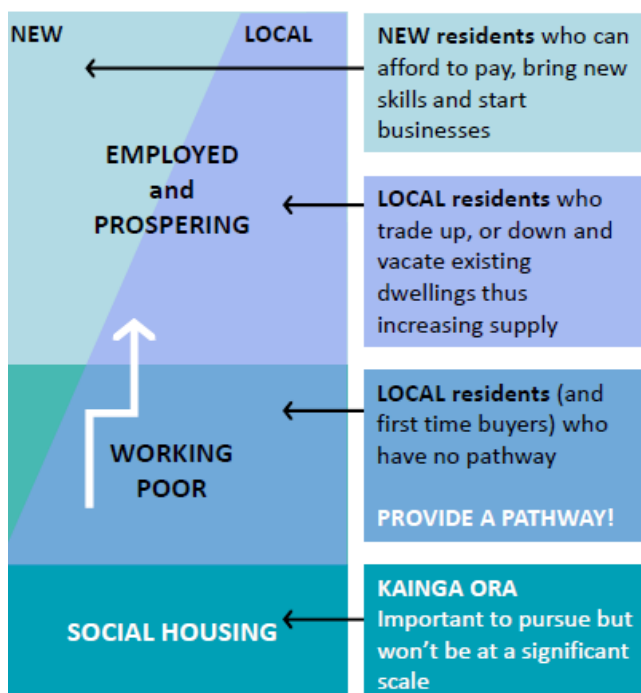 NEW
LOCAL
EMPLOYED
and
PROSPERING
WORKING
POOR
SOCIAL HOUSING
NEW residents who can
afford to pay, bring new
skills and start
businesses
LOCAL residents who
trade up, or down and
vacate existing
dwellings thus
increasing supply
LOCAL residents (and
first time buyers) who
have no pathway
PROVIDE A PATHWAY!
KAINGA ORA
Important to pursue but
won't be at a significant
scale